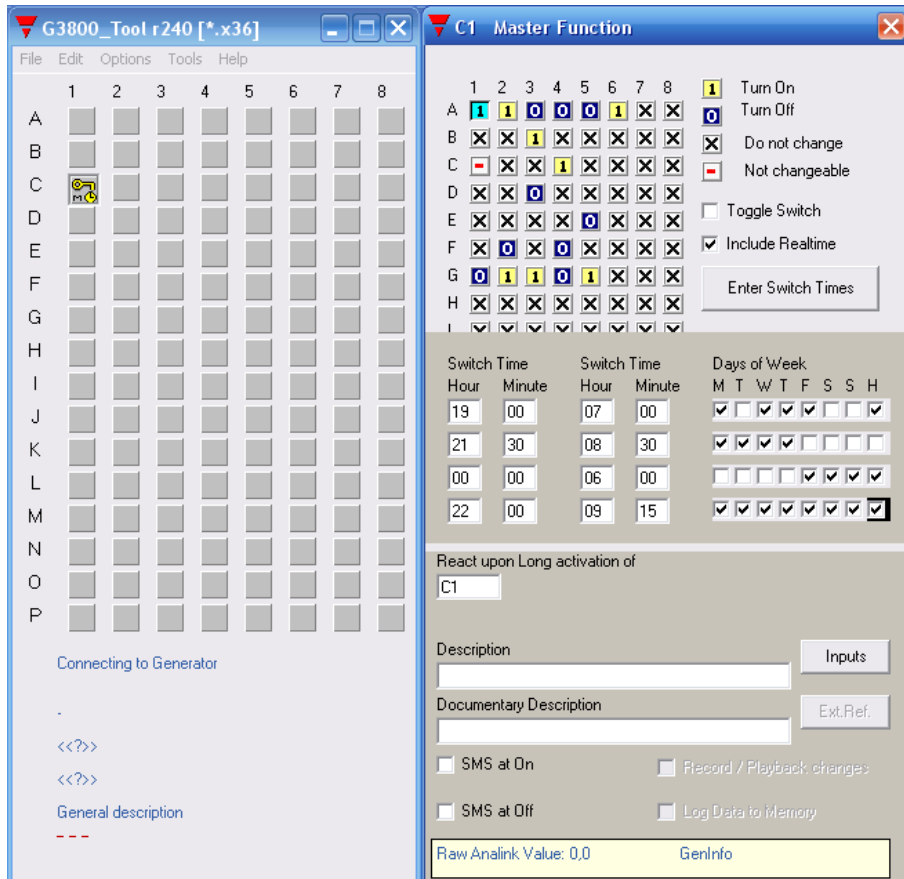 G3800_Tool r240 [*.x36]
File Edit Options Tools Help
1 2 3 4 5 6 7 8
A
B
C M
D
E
F
G
H
I
J
K
L
M
N
O
P
Connecting to Generator
-
<<?>>
<<?>>
General description
---
C1 Master Function
1 2 3 4 5 6 7 8
A 1 1 0 0 0 1 X X
B X X 1 X X X X X
C - X X 1 X X X X
D X X 0 X X X X X
E X X X X 0 X X X
F X 0 X 0 X X X X
G 0 1 1 0 1 X X X
H X X X X X X X X
1 Turn On
0 Turn Off
X Do not change
- Not changeable
Toggle Switch
Include Realtime
Enter Switch Times
Switch Time Switch Time Days of Week
Hour Minute Hour Minute M T W T F S S H
19 00 07 00
21 30 08 30
00 00 06 00
22 00 09 15
React upon Long activation of
C1
Description
Inputs
Documentary Description
Ext.Ref.
SMS at On Record / Playback changes
SMS at Off Log Data to Memory
Raw Analink Value: 0,0 GenInfo